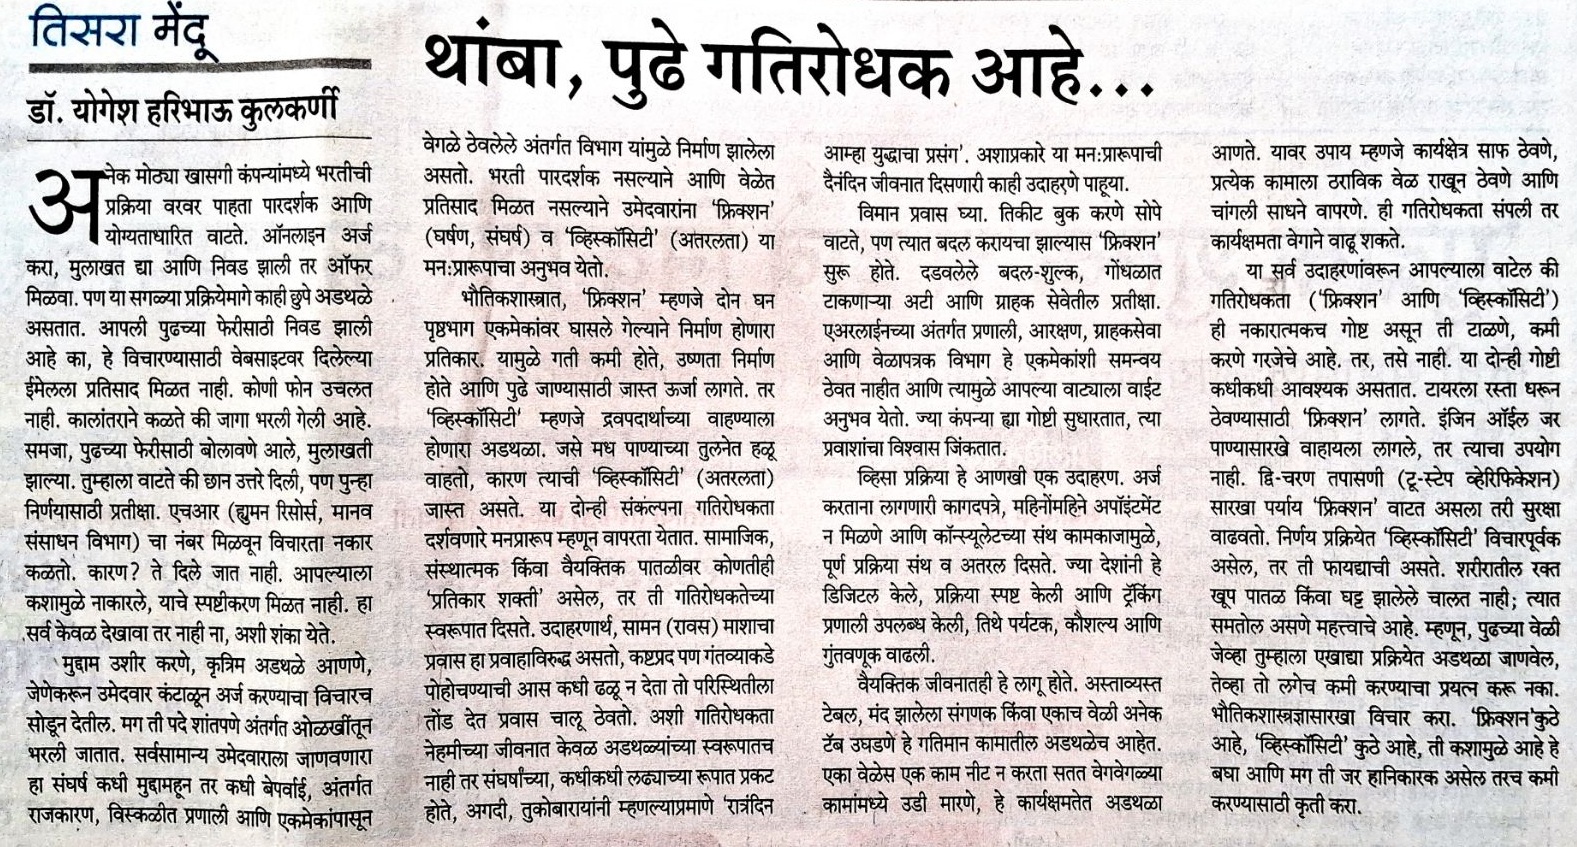 तिसरा मेंदू
डॉ. योगेश हरिभाऊ कुलकर्णी
थांबा, पुढे गतिरोधक आहे...
अनेक मोठ्या खासगी कंपन्यांमध्ये भरतीची
प्रक्रिया वरवर पाहता पारदर्शक आणि
योग्यताधारित वाटते. ऑनलाइन अर्ज
करा, मुलाखत द्या आणि निवड झाली तर ऑफर
मिळवा. पण या सगळ्या प्रक्रियेमागे काही छुपे अडथळे
असतात. आपली पुढच्या फेरीसाठी निवड झाली
आहे का, हे विचारण्यासाठी वेबसाइटवर दिलेल्या
ईमेलला प्रतिसाद मिळत नाही. कोणी फोन उचलत
नाही. कालांतराने कळते की जागा भरली गेली आहे.
समजा, पुढच्या फेरीसाठी बोलावणे आले, मुलाखती
झाल्या. तुम्हाला वाटते की छान उत्तरे दिली, पण पुन्हा
निर्णयासाठी प्रतीक्षा. एचआर (ह्युमन रिसोर्स, मानव
संसाधन विभाग) चा नंबर मिळवून विचारता नकार
कळतो. कारण? ते दिले जात नाही. आपल्याला
कशामुळे नाकारले, याचे स्पष्टीकरण मिळत नाही. हा
सर्व केवळ देखावा तर नाही ना, अशी शंका येते.
मुद्दाम उशीर करणे, कृत्रिम अडथळे आणणे,
जेणेकरून उमेदवार कंटाळून अर्ज करण्याचा विचारच
सोडून देतील. मग ती पदे शांतपणे अंतर्गत ओळखींतून
भरली जातात. सर्वसामान्य उमेदवाराला जाणवणारा
हा संघर्ष कधी मुद्दामहून तर कधी बेपर्वाई, अंतर्गत
राजकारण, विस्कळीत प्रणाली आणि एकमेकांपासून
वेगळे ठेवलेले अंतर्गत विभाग यांमुळे निर्माण झालेला
असतो. भरती पारदर्शक नसल्याने आणि वेळेत
प्रतिसाद मिळत नसल्याने उमेदवारांना 'फ्रिक्शन'
(घर्षण, संघर्ष) व 'व्हिस्कॉसिटी' (अतरलता) या
मन:प्रारूपाचा अनुभव येतो.
भौतिकशास्त्रात, 'फ्रिक्शन' म्हणजे दोन घन
पृष्ठभाग एकमेकांवर घासले गेल्याने निर्माण होणारा
प्रतिकार. यामुळे गती कमी होते, उष्णता निर्माण
होते आणि पुढे जाण्यासाठी जास्त ऊर्जा लागते. तर
'व्हिस्कॉसिटी' म्हणजे द्रवपदार्थाच्या वाहण्याला
होणारा अडथळा. जसे मध पाण्याच्या तुलनेत हळू
वाहतो, कारण त्याची 'व्हिस्कॉसिटी' (अतरलता)
जास्त असते. या दोन्ही संकल्पना गतिरोधकता
दर्शवणारे मनप्रारूप म्हणून वापरता येतात. सामाजिक,
संस्थात्मक किंवा वैयक्तिक पातळीवर कोणतीही
'प्रतिकार शक्ती' असेल, तर ती गतिरोधकतेच्या
स्वरूपात दिसते. उदाहरणार्थ, सामन (रावस) माशाचा
प्रवास हा प्रवाहाविरुद्ध असतो, कष्टप्रद पण गंतव्याकडे
पोहोचण्याची आस कधी ढळू न देता तो परिस्थितीला
तोंड देत प्रवास चालू ठेवतो. अशी गतिरोधकता
नेहमीच्या जीवनात केवळ अडथळ्यांच्या स्वरूपातच
नाही तर संघर्षाच्या, कधीकधी लढ्याच्या रूपात प्रकट
होते, अगदी, तुकोबारायांनी म्हणल्याप्रमाणे 'रात्रंदिन
आम्हा युद्धाचा प्रसंग'. अशाप्रकारे या मन:प्रारूपाची
दैनंदिन जीवनात दिसणारी काही उदाहरणे पाहूया.
विमान प्रवास घ्या. तिकीट बुक करणे सोपे
वाटते, पण त्यात बदल करायचा झाल्यास 'फ्रिक्शन'
सुरू होते. दडवलेले बदल-शुल्क, गोंधळात
टाकणाऱ्या अटी आणि ग्राहक सेवेतील प्रतीक्षा.
एअरलाईनच्या अंतर्गत प्रणाली, आरक्षण, ग्राहकसेवा
आणि वेळापत्रक विभाग हे एकमेकांशी समन्वय
ठेवत नाहीत आणि त्यामुळे आपल्या वाट्याला वाईट
अनुभव येतो. ज्या कंपन्या ह्या गोष्टी सुधारतात, त्या
प्रवाशांचा विश्वास जिंकतात.
व्हिसा प्रक्रिया हे आणखी एक उदाहरण. अर्ज
करताना लागणारी कागदपत्रे, महिनोंमहिने अपॉइंटमेंट
न मिळणे आणि कॉन्स्यूलेटच्या संथ कामकाजामुळे,
पूर्ण प्रक्रिया संथ व अतरल दिसते. ज्या देशांनी हे
डिजिटल केले, प्रक्रिया स्पष्ट केली आणि ट्रॅकिंग
प्रणाली उपलब्ध केली, तिथे पर्यटक, कौशल्य आणि
गुंतवणूक वाढली.
वैयक्तिक जीवनातही हे लागू होते. अस्ताव्यस्त
टेबल, मंद झालेला संगणक किंवा एकाच वेळी अनेक
टॅब उघडणे हे गतिमान कामातील अडथळेच आहेत.
एका वेळेस एक काम नीट न करता सतत वेगवेगळ्या
कामांमध्ये उडी मारणे, हे कार्यक्षमतेत अडथळा
आणते. यावर उपाय म्हणजे कार्यक्षेत्र साफ ठेवणे,
प्रत्येक कामाला ठराविक वेळ राखून ठेवणे आणि
चांगली साधने वापरणे. ही गतिरोधकता संपली तर
कार्यक्षमता वेगाने वाढू शकते.
या सर्व उदाहरणांवरून आपल्याला वाटेल की
गतिरोधकता ('फ्रिक्शन' आणि 'व्हिस्कॉसिटी')
ही नकारात्मकच गोष्ट असून ती टाळणे, कमी
करणे गरजेचे आहे. तर, तसे नाही. या दोन्ही गोष्टी
कधीकधी आवश्यक असतात. टायरला रस्ता धरून
ठेवण्यासाठी 'फ्रिक्शन' लागते. इंजिन ऑईल जर
पाण्यासारखे वाहायला लागले, तर त्याचा उपयोग
नाही. द्वि-चरण तपासणी (टू-स्टेप व्हेरिफिकेशन)
सारखा पर्याय 'फ्रिक्शन' वाटत असला तरी सुरक्षा
वाढवतो. निर्णय प्रक्रियेत 'व्हिस्कॉसिटी' विचारपूर्वक
असेल, तर ती फायद्याची असते. शरीरातील रक्त
खूप पातळ किंवा घट्ट झालेले चालत नाही; त्यात
समतोल असणे महत्त्वाचे आहे. म्हणून, पुढच्या वेळी
जेव्हा तुम्हाला एखाद्या प्रक्रियेत अडथळा जाणवेल,
तेव्हा तो लगेच कमी करण्याचा प्रयत्न करू नका.
भौतिकशास्त्रज्ञासारखा विचार करा. 'फ्रिक्शन'कुठे
आहे, 'व्हिस्कॉसिटी' कुठे आहे, ती कशामुळे आहे हे
बघा आणि मग ती जर हानिकारक असेल तरच कमी
करण्यासाठी कृती करा.